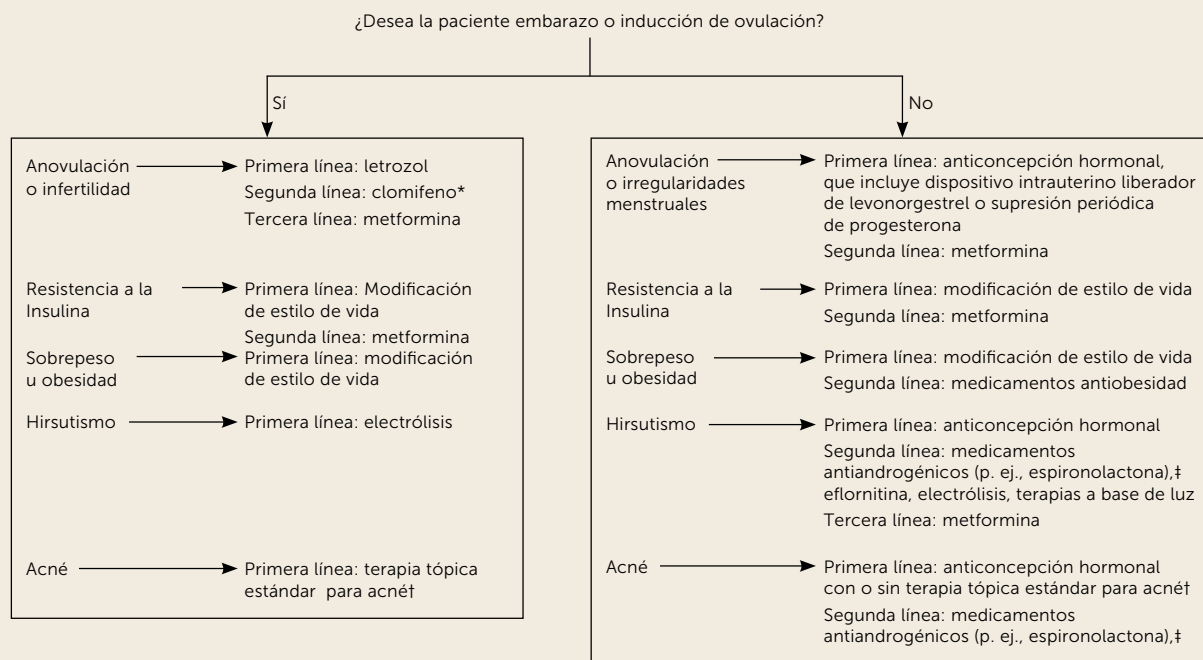 ¿Desea la paciente embarazo o inducción de ovulación?
Sí
No
Anovulación
o infertilidad
Primera línea: letrozol
Segunda línea: clomifeno*
Tercera línea: metformina
Resistencia a la
Insulina
Primera línea: Modificación
de estilo de vida
Segunda línea: metformina
Sobrepeso
u obesidad
Primera línea: modificación
de estilo de vida
Hirsutismo
Primera línea: electrólisis
Acné
Primera línea: terapia tópica
estándar para acné†
Anovulación
o irregularidades
menstruales
Primera línea: anticoncepción hormonal,
que incluye dispositivo intrauterino liberador
de levonorgestrel o supresión periódica
de progesterona
Segunda línea: metformina
Resistencia a la
Insulina
Primera línea: modificación de estilo de vida
Segunda línea: metformina
Sobrepeso
u obesidad
Primera línea: modificación de estilo de vida
Segunda línea: medicamentos antiobesidad
Hirsutismo
Primera línea: anticoncepción hormonal
Segunda línea: medicamentos
antiandrogénicos (p. ej., espironolactona),‡
eflornitina, electrólisis, terapias a base de luz
Tercera línea: metformina
Acné
Primera línea: anticoncepción hormonal
con o sin terapia tópica estándar para acné†
Segunda línea: medicamentos
antiandrogénicos (p. ej., espironolactona),‡